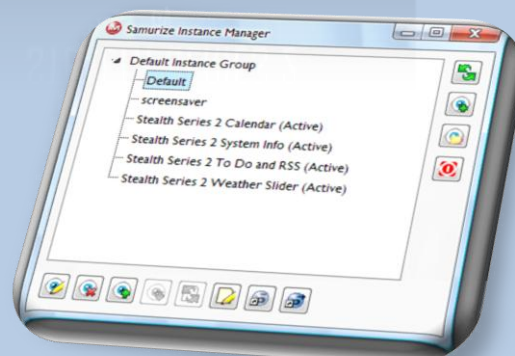 Samurize Instance Manager
Default Instance Group
Default
screensaver
Stealth Series 2 Calendar (Active)
Stealth Series 2 System Info (Active)
Stealth Series 2 To Do and RSS (Active)
Stealth Series 2 Weather Slider (Active)